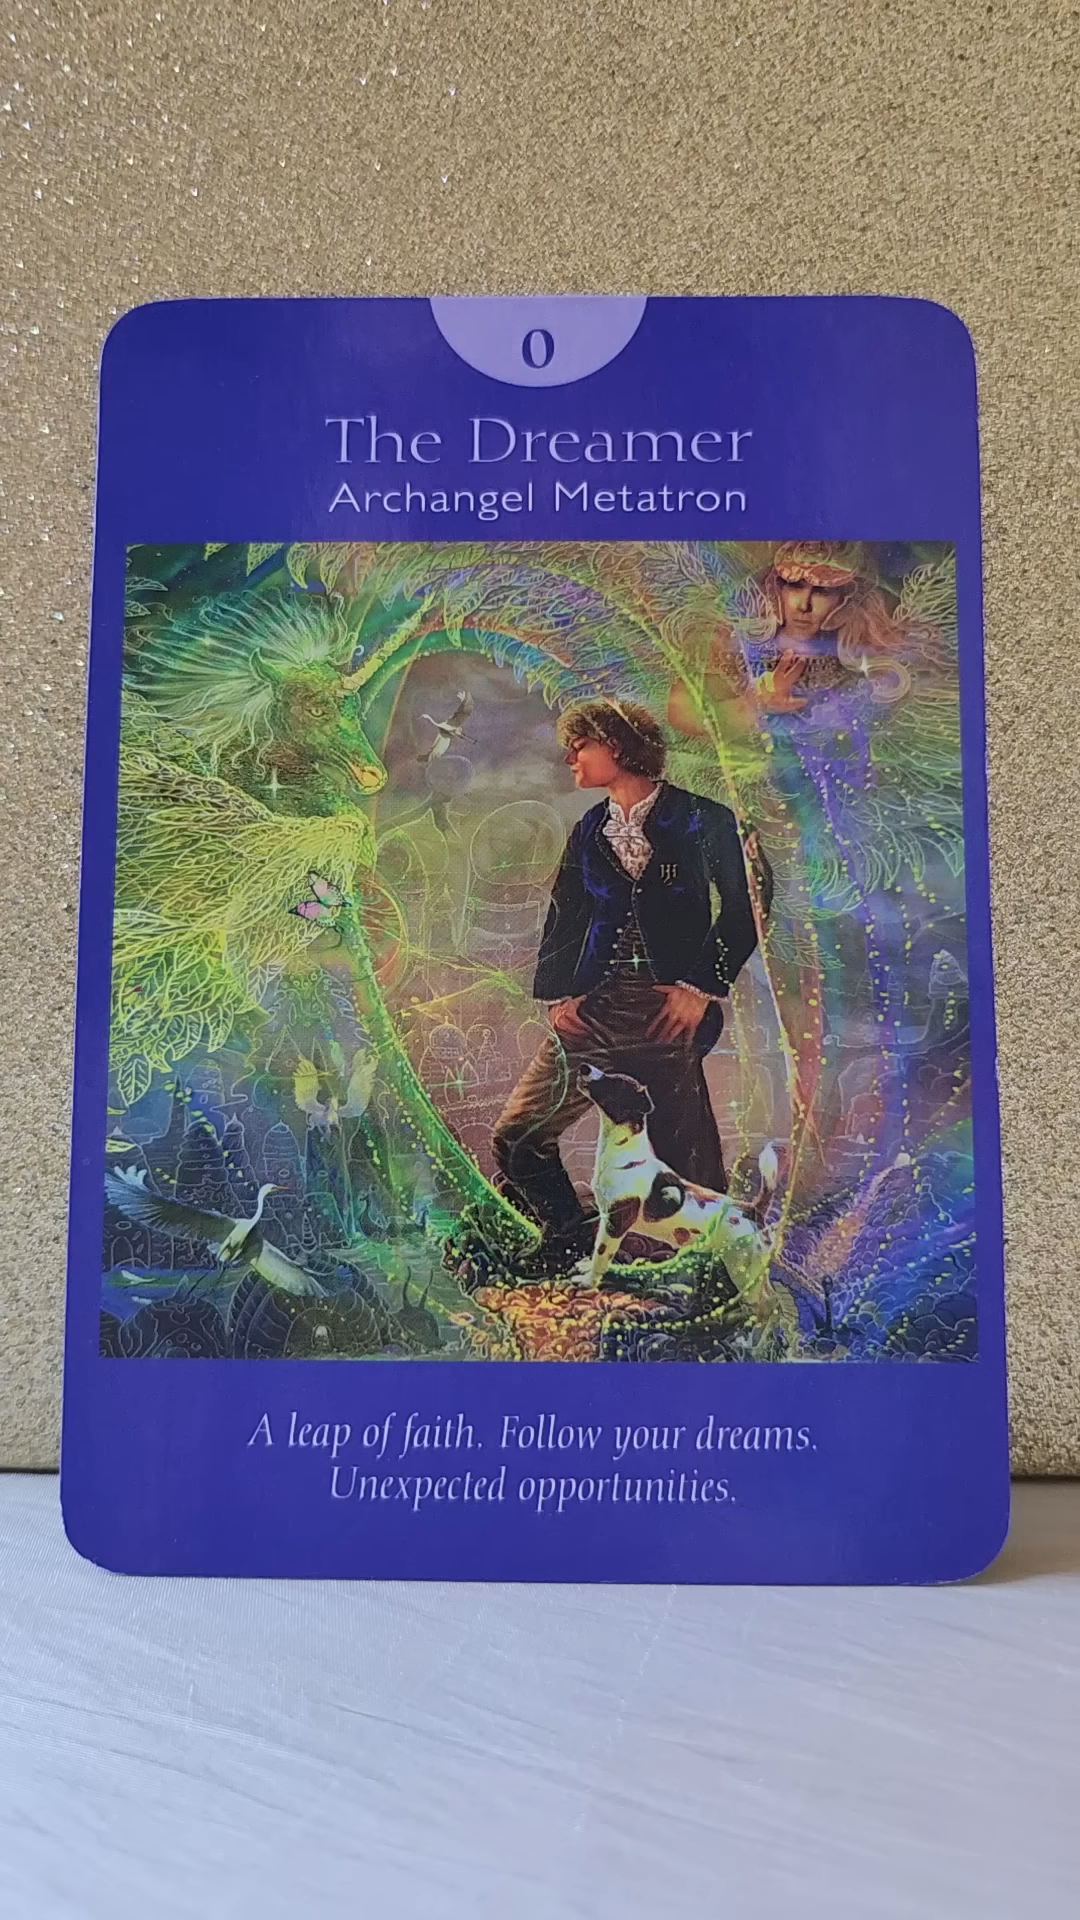 0
The Dreamer
Archangel Metatron
A leap of faith. Follow your dreams.
Unexpected opportunities.